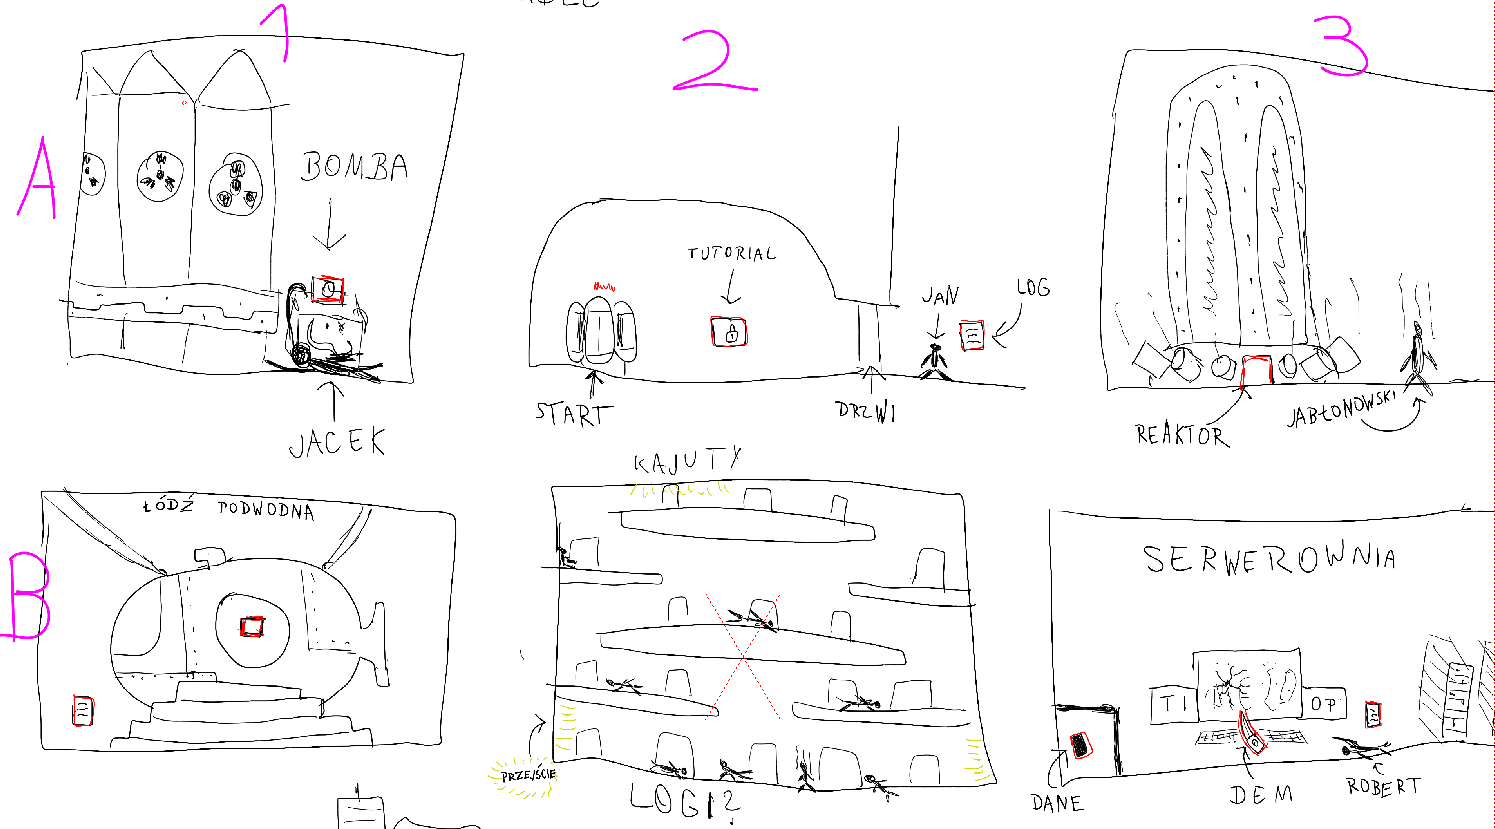 1
2
3
A
BOMBA
TUTORIAL
JAN
LOG
START
DRZWI
JACEK
REAKTOR
JABŁONOWSKI
B
ŁÓDŹ PODWODNA
KAJUTY
PRZEJŚCIE
LOGI?
SERWEROWNIA
TI
OP
DANE
DEM
ROBERT